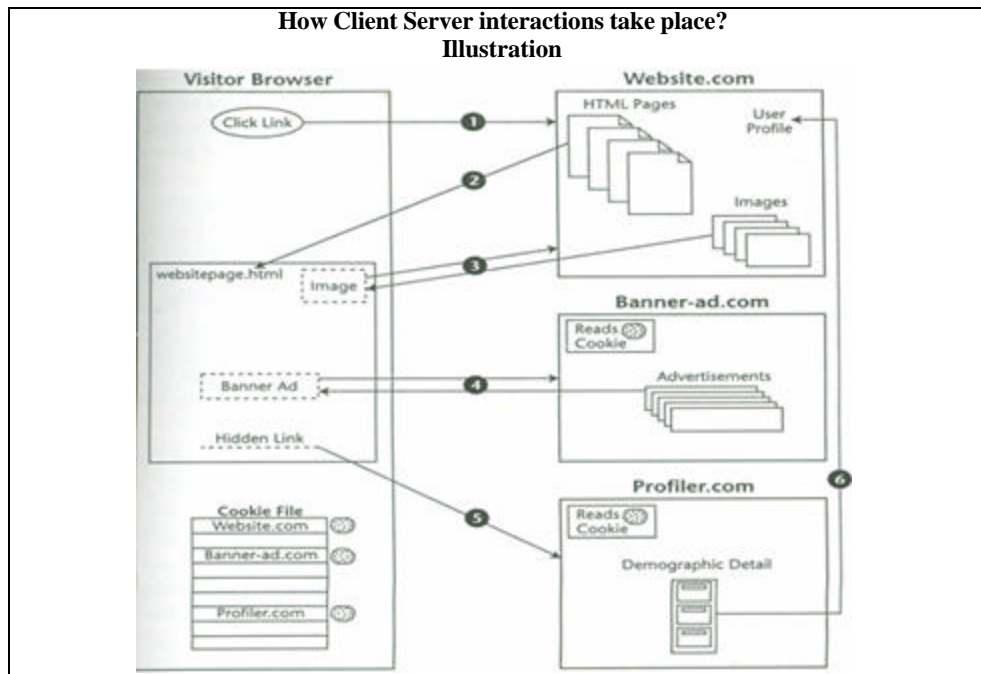 How Client Server interactions take place?
Illustration
Visitor Browser
Website.com
Click Link
1
HTML Pages
User
Profile
2
Images
websitepage.html
Image
3
Banner-ad.com
Reads
Cookie
Banner Ad
4
Advertisements
Hidden Link
Profiler.com
6
5
Reads
Cookie
Cookie File
Website.com
Banner-ad.com
Demographic Detail
Profiler.com